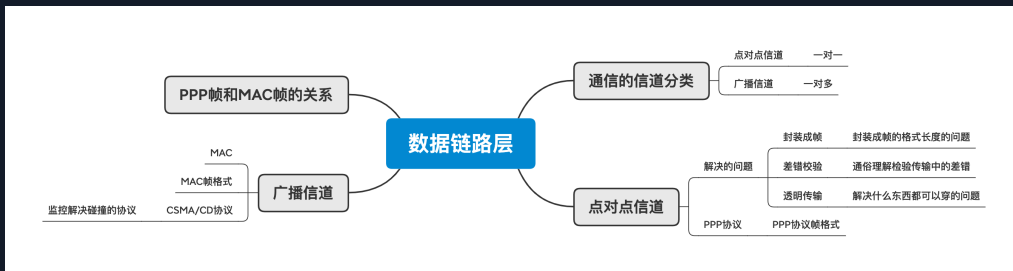 数据链路层
通信的信道分类
点对点信道
一对一
广播信道
一对多
点对点信道
解决的问题
封装成帧
封装成帧的格式长度的问题
差错校验
通俗理解检验传输中的差错
透明传输
解决什么东西都可以穿的问题
PPP协议
PPP协议帧格式
PPP帧和MAC帧的关系
广播信道
MAC
MAC帧格式
CSMA/CD协议
监控解决碰撞的协议